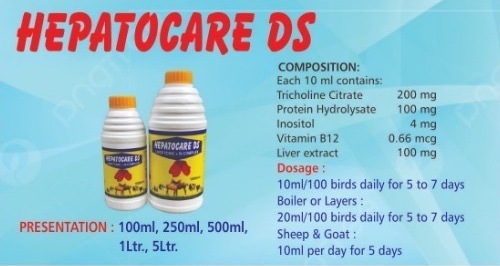 HEPATOCARE DS
COMPOSITION:
Each 10 ml contains:
Tricholine Citrate 200 mg
Protein Hydrolysate 100 mg
Inositol 4 mg
Vitamin B12 0.66 mcg
Liver extract 100 mg
Dosage :
10ml/100 birds daily for 5 to 7 days
Boiler or Layers :
20ml/100 birds daily for 5 to 7 days
Sheep & Goat :
10ml per day for 5 days
HEPATOCARE DS
HEPATOCARE DS
PRESENTATION : 100ml, 250ml, 500ml,
1Ltr., 5Ltr.